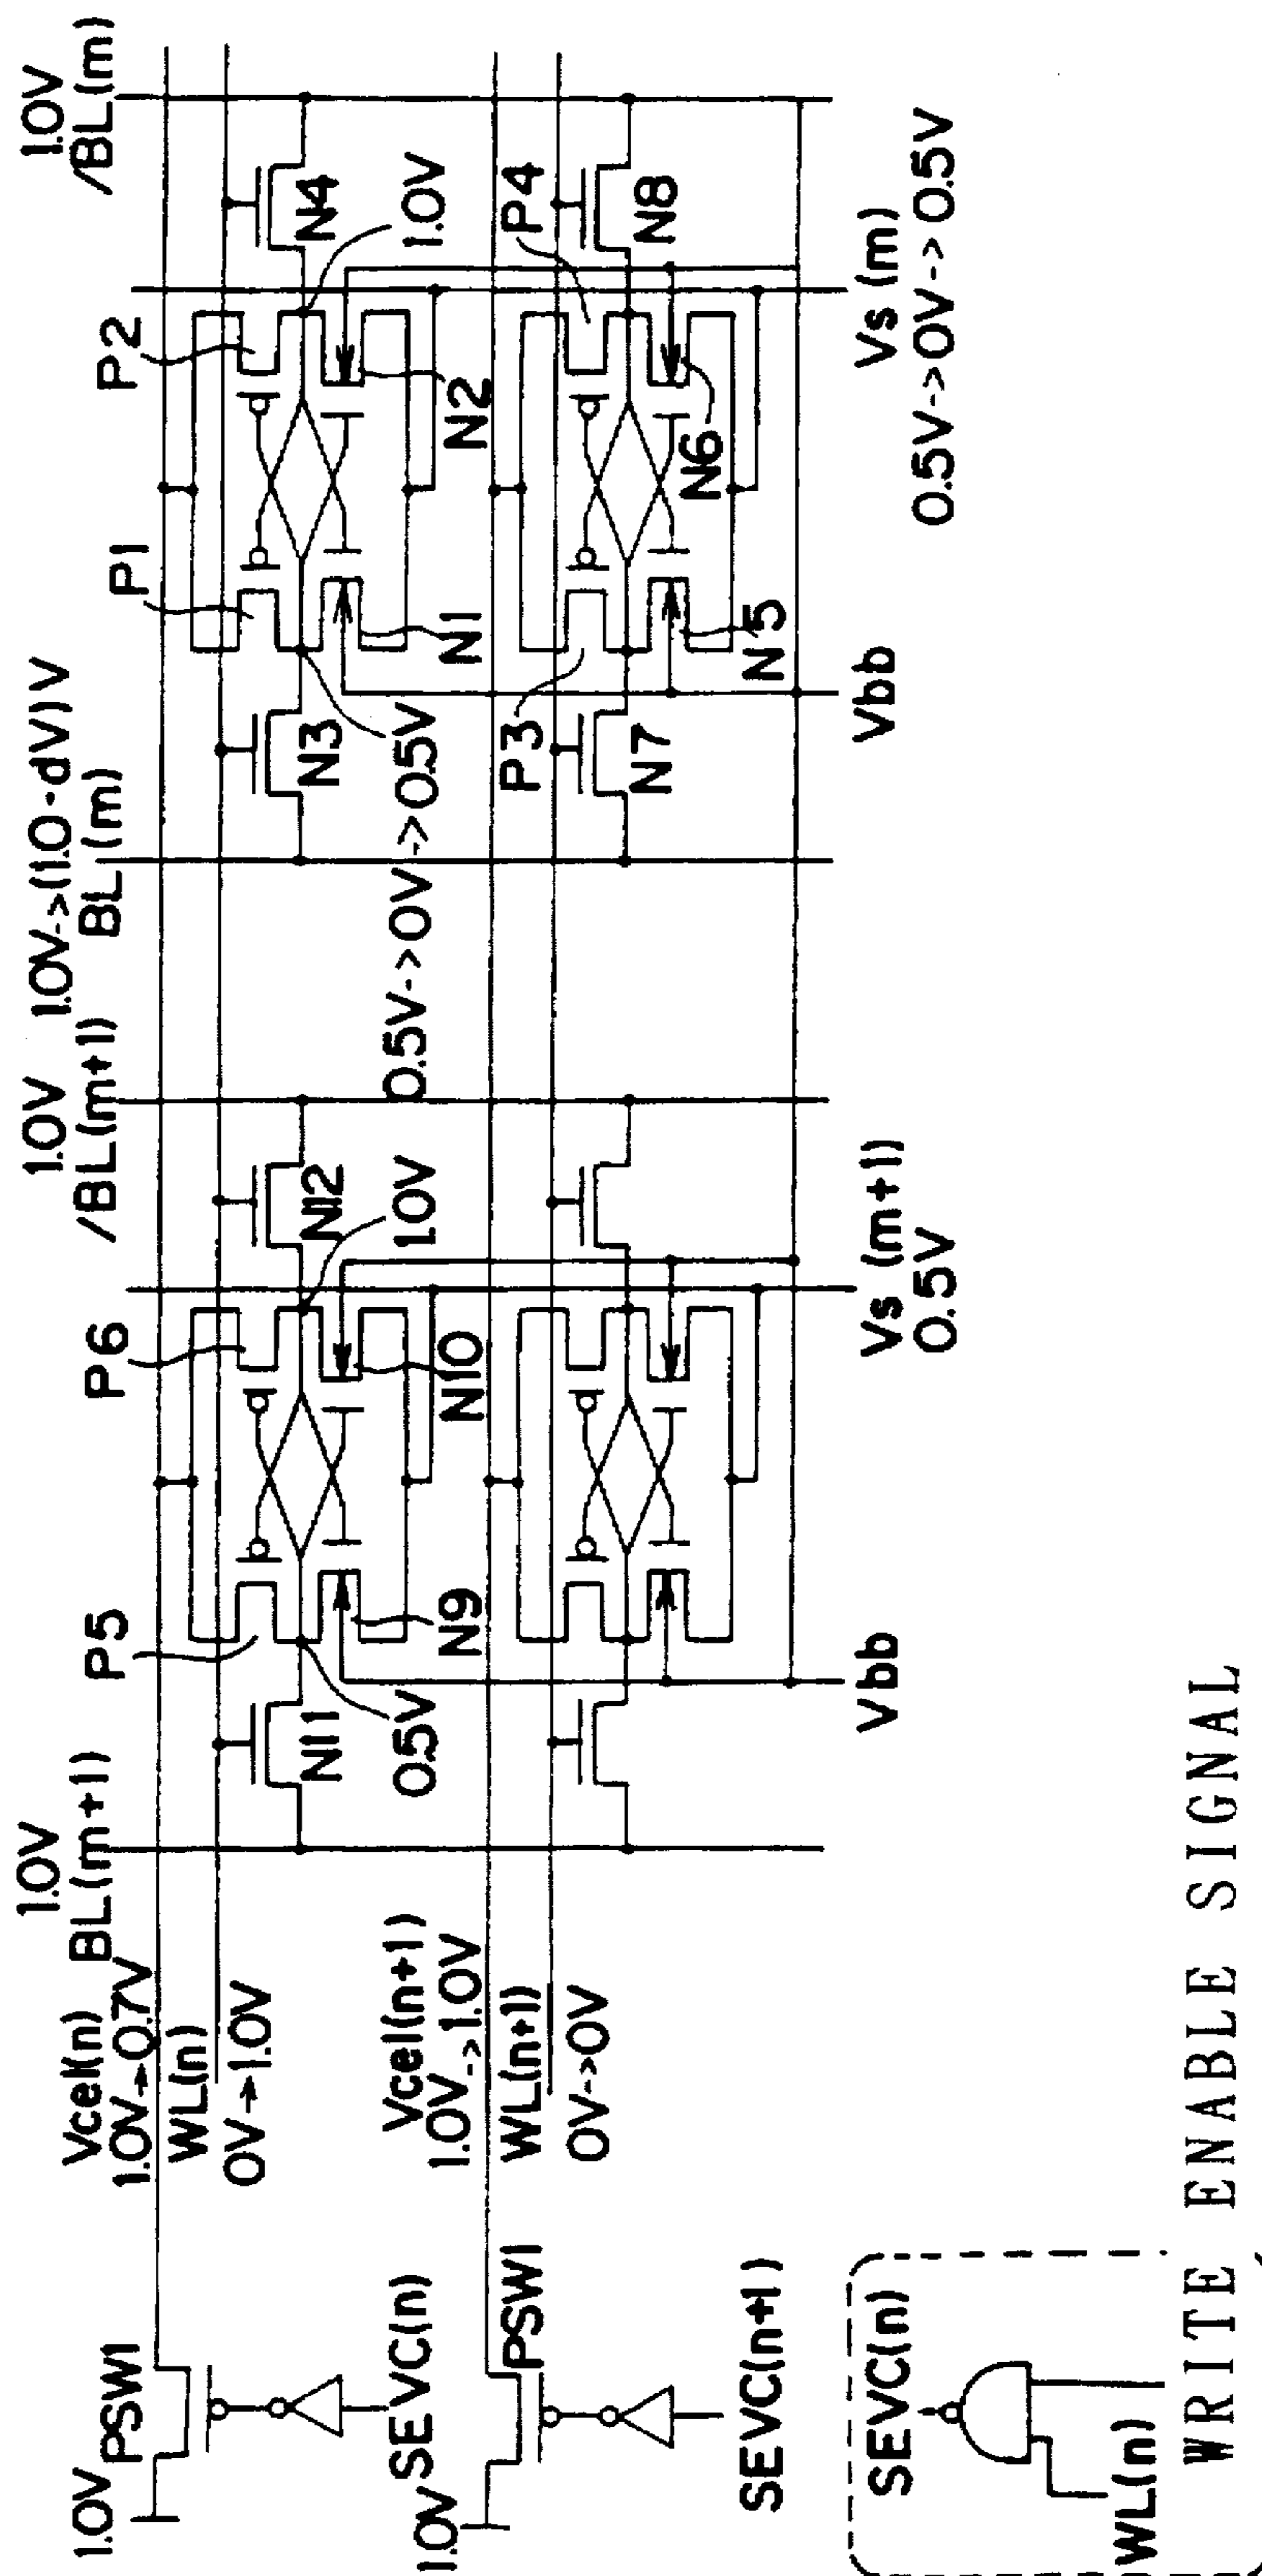 1.0V
/BL(m)
1.0V->(1.0-dV)V
BL(m)
1.0V
/BL(m+1)
1.0V
BL(m+1)
Vcel(n)
1.0V→0.7V
WL(n)
0V→1.0V
1.0V
PSW1
SEVC(n)
P5
P6
P1
P2
N11
N12
N3
N4
N9
N10
N1
N2
0.5V
1.0V
0.5V->0V->0.5V
1.0V
Vcel(n+1)
1.0V->1.0V
WL(n+1)
0V->0V
1.0V
PSW1
SEVC(n+1)
P3
P4
N7
N8
N5
N6
Vbb
Vs (m+1)
0.5V
Vbb
Vs (m)
0.5V->0V->0.5V
SEVC(n)
WL(n)
WRITE ENABLE SIGNAL